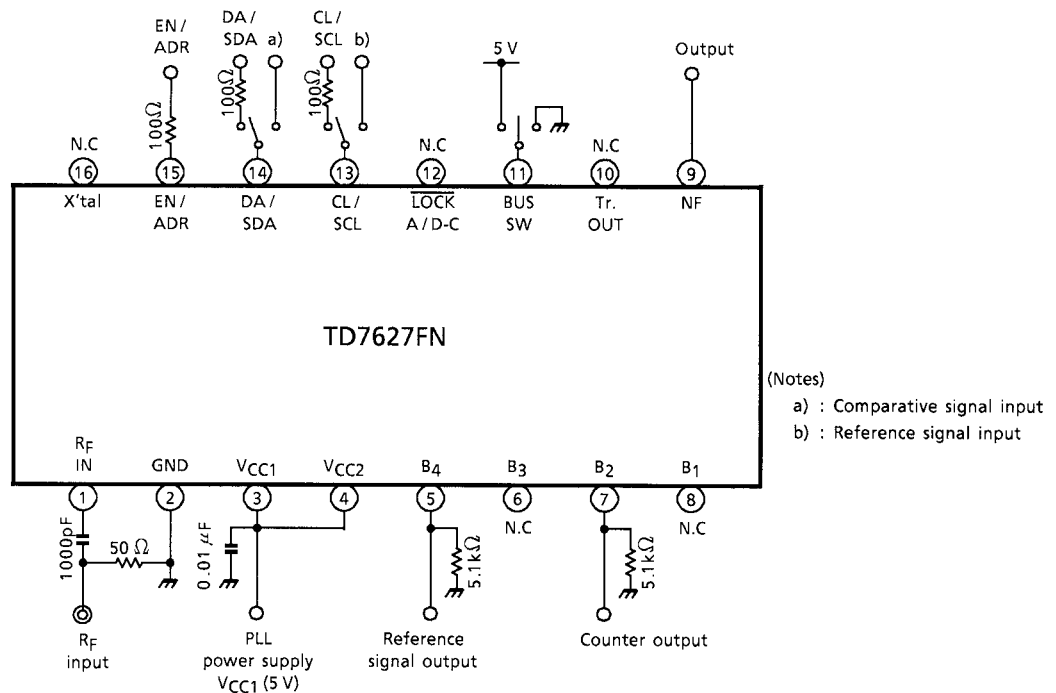 EN /
ADR
DA /
SDA a)
CL /
SCL b)
5 V
Output
100Ω
100Ω
100Ω
N.C
N.C
N.C
16
15
14
13
12
11
10
9
X'tal
EN /
ADR
DA /
SDA
CL /
SCL
LOCK
A / D-C
BUS
SW
Tr.
OUT
NF
TD7627FN
(Notes)
a) : Comparative signal input
b) : Reference signal input
RF
IN
GND
VCC1
VCC2
B4
B3
B2
B1
1
2
3
4
5
6
7
8
N.C
N.C
1000pF
50 Ω
0.01 μF
5.1kΩ
5.1kΩ
RF
input
PLL
power supply
VCC1 (5 V)
Reference
signal output
Counter output